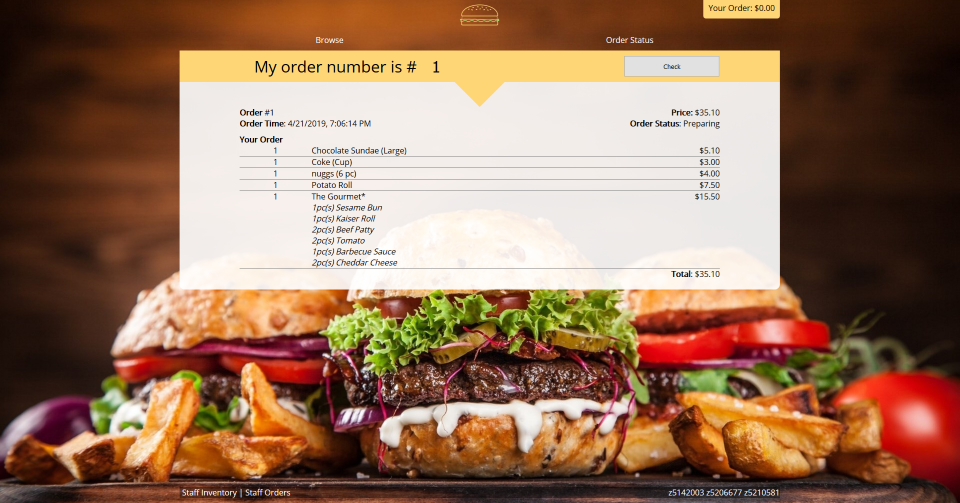 Your Order: $0.00
Browse Order Status
My order number is # 1 Check
Order #1 Price: $35.10
Order Time: 4/21/2019, 7:06:14 PM Order Status: Preparing
Your Order
1 Chocolate Sundae (Large) $5.10
1 Coke (Cup) $3.00
1 nuggs (6 pc) $4.00
1 Potato Roll $7.50
1 The Gourmet* $15.50
1pc(s) Sesame Bun
1pc(s) Kaiser Roll
2pc(s) Beef Patty
2pc(s) Tomato
1pc(s) Barbecue Sauce
2pc(s) Cheddar Cheese
Total: $35.10
Staff Inventory | Staff Orders z5142003 z5206677 z5210581